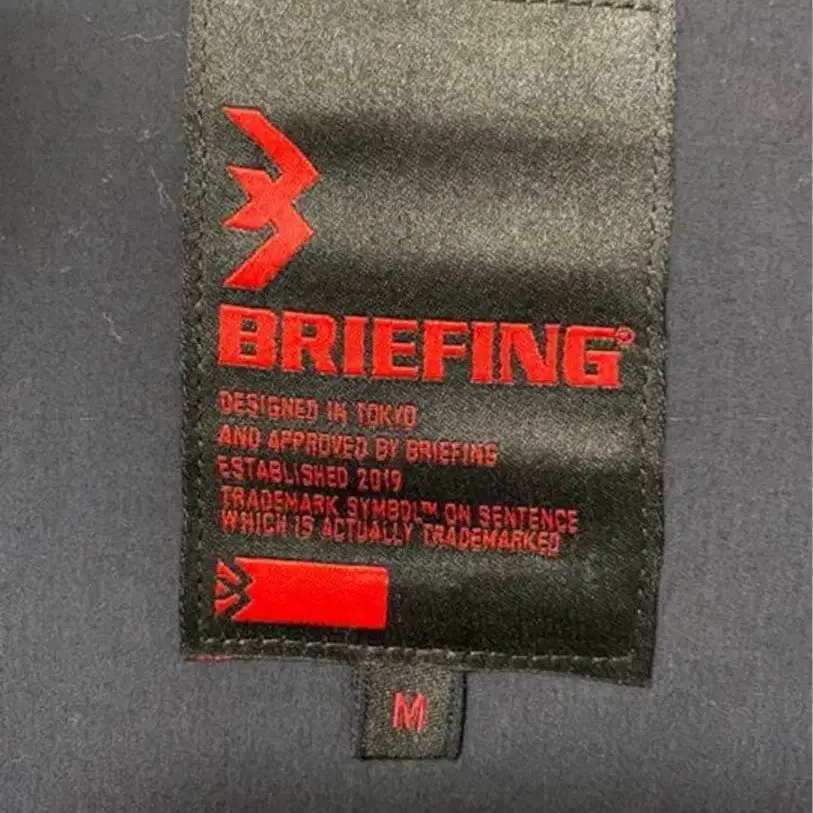 BRIEFING®
DESIGNED IN TOKYO
AND APPROVED BY BRIEFING
ESTABLISHED 2019
TRADEMARK SYMBOL™ ON SENTENCE
WHICH IS ACTUALLY TRADEMARKED
M